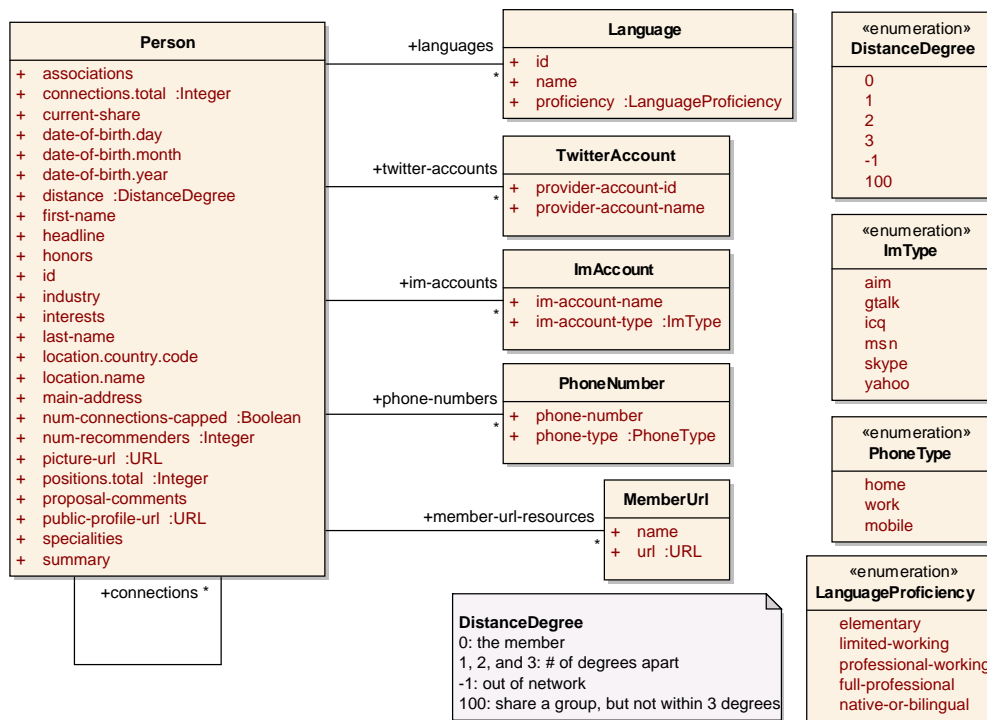 Person
+ associations
+ connections.total :Integer
+ current-share
+ date-of-birth.day
+ date-of-birth.month
+ date-of-birth.year
+ distance :DistanceDegree
+ first-name
+ headline
+ honors
+ id
+ industry
+ interests
+ last-name
+ location.country.code
+ location.name
+ main-address
+ num-connections-capped :Boolean
+ num-recommenders :Integer
+ picture-url :URL
+ positions.total :Integer
+ proposal-comments
+ public-profile-url :URL
+ specialities
+ summary
+connections *
+languages
*
Language
+ id
+ name
+ proficiency :LanguageProficiency
+twitter-accounts
*
TwitterAccount
+ provider-account-id
+ provider-account-name
+im-accounts
*
ImAccount
+ im-account-name
+ im-account-type :ImType
+phone-numbers
*
PhoneNumber
+ phone-number
+ phone-type :PhoneType
+member-url-resources
*
MemberUrl
+ name
+ url :URL
DistanceDegree
0: the member
1, 2, and 3: # of degrees apart
-1: out of network
100: share a group, but not within 3 degrees
«enumeration»
DistanceDegree
0
1
2
3
-1
100
«enumeration»
ImType
aim
gtalk
icq
msn
skype
yahoo
«enumeration»
PhoneType
home
work
mobile
«enumeration»
LanguageProficiency
elementary
limited-working
professional-working
full-professional
native-or-bilingual